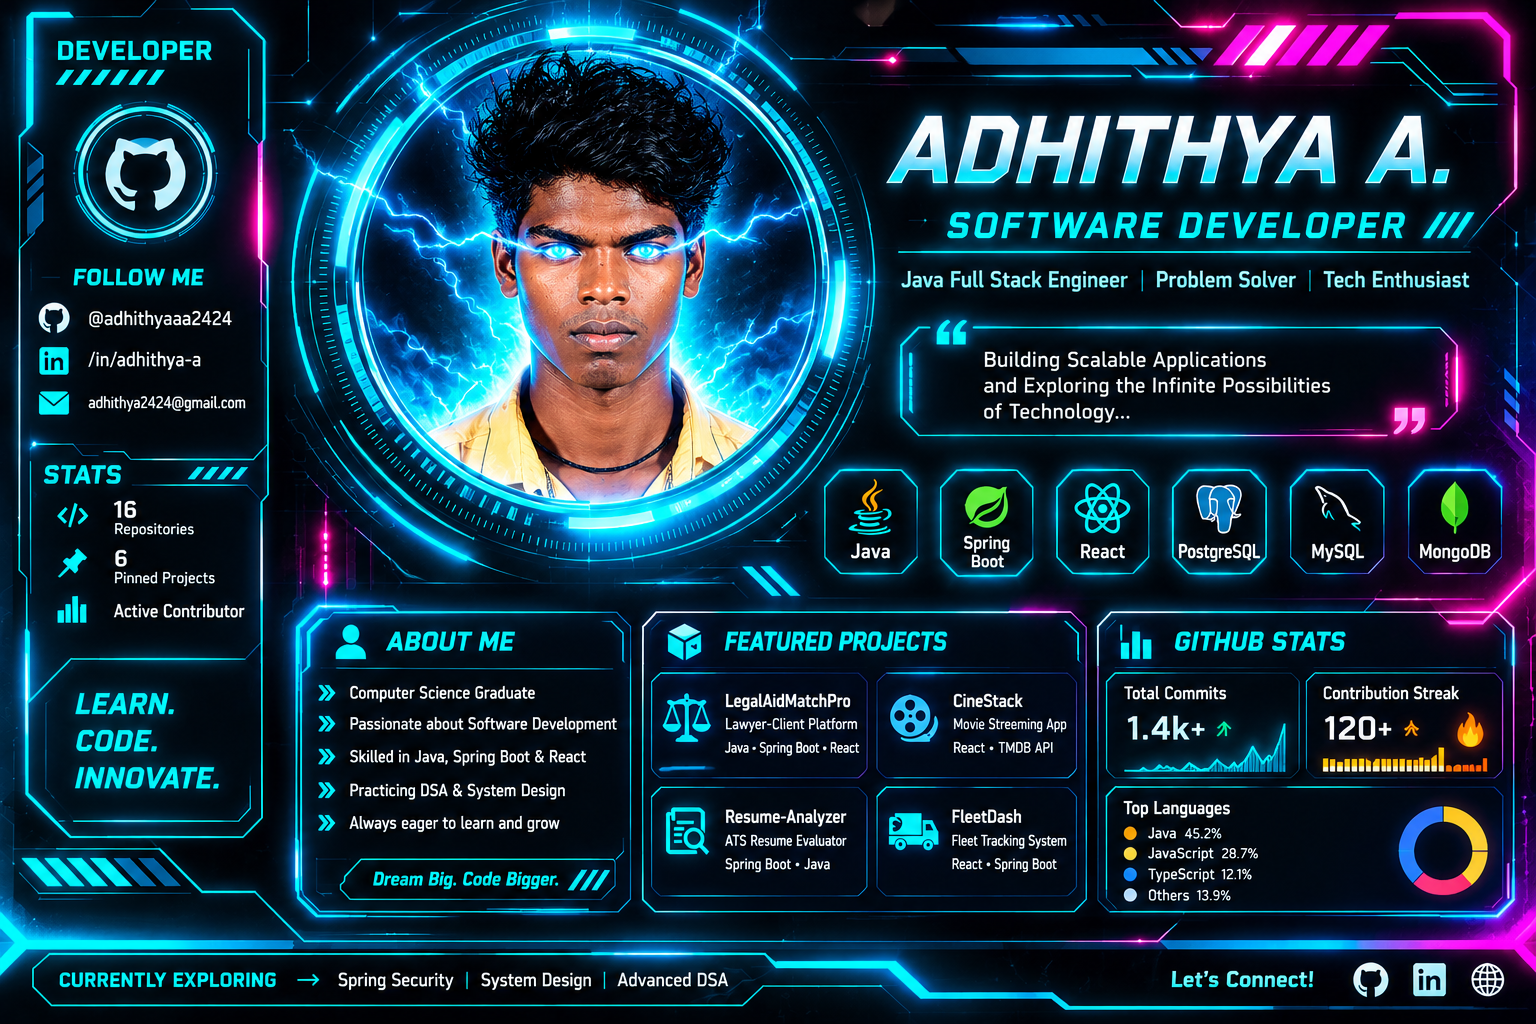 DEVELOPER
FOLLOW ME
@adhithyaaa2424
in /in/adhithya-a
adhithya2424@gmail.com
STATS
</> 16
Repositories
6
Pinned Projects
Active Contributor
LEARN.
CODE.
INNOVATE.
ADHITHYA A.
SOFTWARE DEVELOPER ///
Java Full Stack Engineer | Problem Solver | Tech Enthusiast
“ Building Scalable Applications
and Exploring the Infinite Possibilities
of Technology... ”
Java
Spring
Boot
React
PostgreSQL
MySQL
MongoDB
ABOUT ME
» Computer Science Graduate
» Passionate about Software Development
» Skilled in Java, Spring Boot & React
» Practicing DSA & System Design
» Always eager to learn and grow
Dream Big. Code Bigger. ///
FEATURED PROJECTS
LegalAidMatchPro
Lawyer-Client Platform
Java • Spring Boot • React
CineStack
Movie Streeming App
React • TMDB API
Resume-Analyzer
ATS Resume Evaluator
Spring Boot • Java
FleetDash
Fleet Tracking System
React • Spring Boot
GITHUB STATS
Total Commits
1.4k+
Contribution Streak
120+
Top Languages
Java 45.2%
JavaScript 28.7%
TypeScript 12.1%
Others 13.9%
CURRENTLY EXPLORING → Spring Security | System Design | Advanced DSA
Let's Connect! in